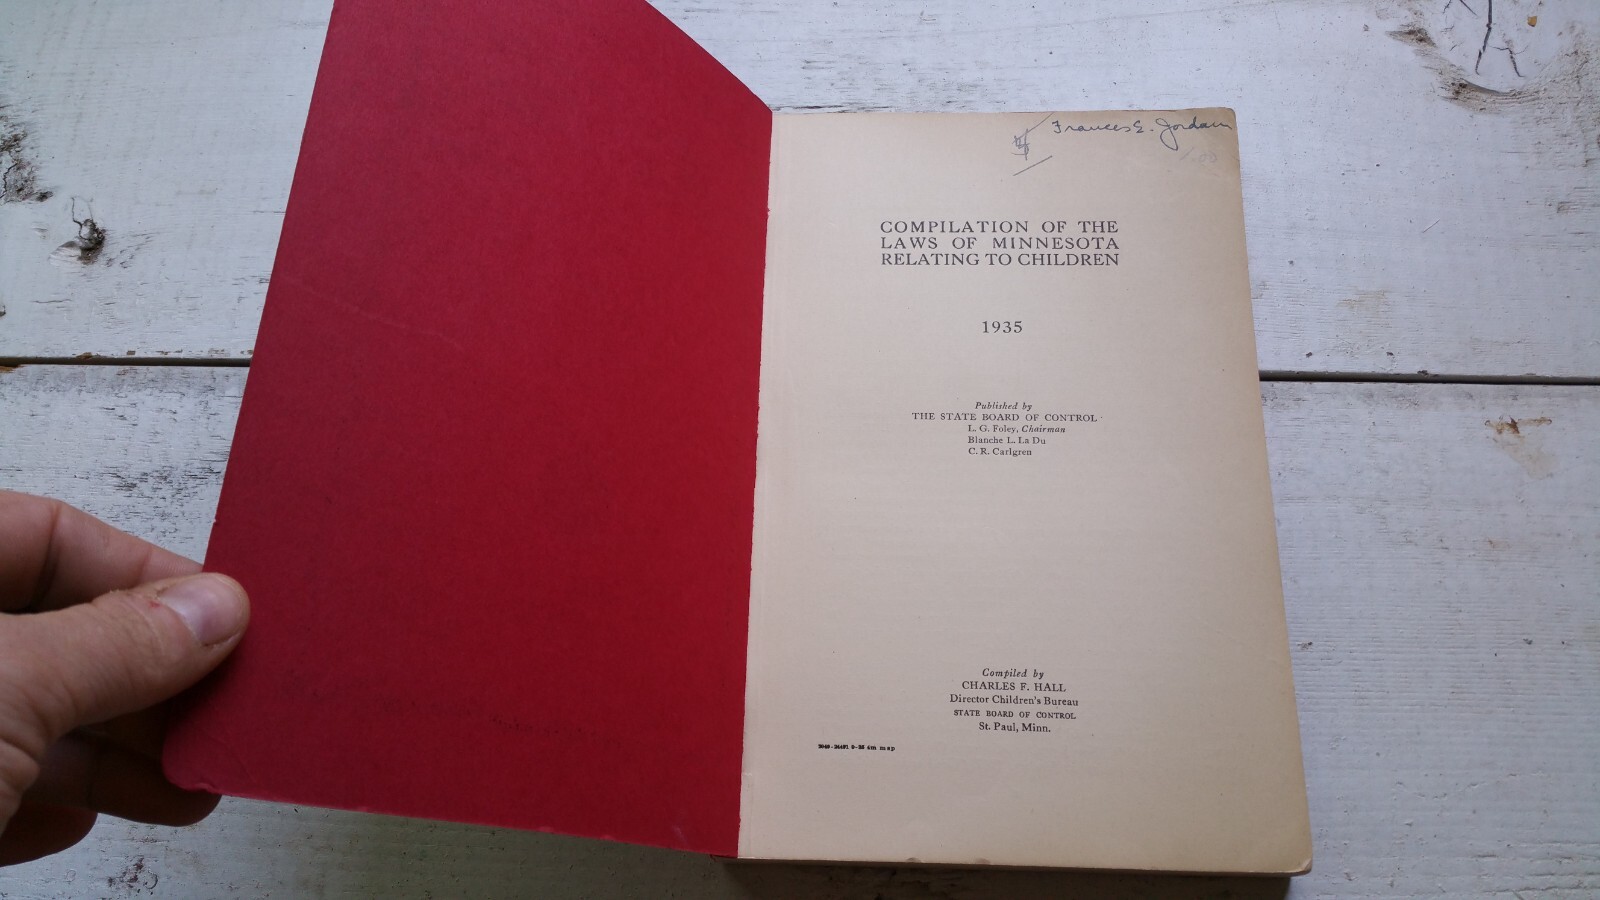 Frances E. Jordan
1.00
COMPILATION OF THE
LAWS OF MINNESOTA
RELATING TO CHILDREN
1935
Published by
THE STATE BOARD OF CONTROL
L. G. Foley, Chairman
Blanche L. La Du
C. R. Carlgren
Compiled by
CHARLES F. HALL
Director Children's Bureau
STATE BOARD OF CONTROL
St. Paul, Minn.